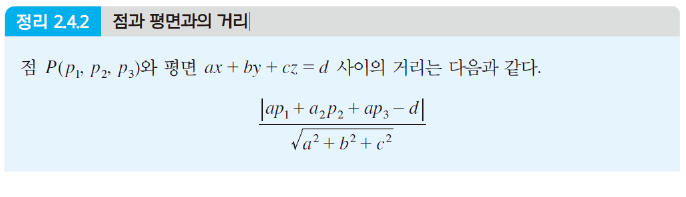 정리 2.4.2 점과 평면과의 거리
점 P(p₁, p₂, p₃)와 평면 ax + by + cz = d 사이의 거리는 다음과 같다.
|ap₁ + a₂p₂ + ap₃ − d|
√a² + b² + c²